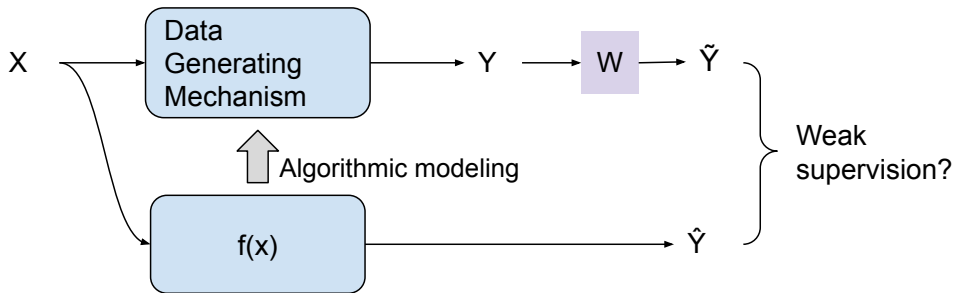 X
Data
Generating
Mechanism
Y
W
Ỹ
Algorithmic modeling
Weak
supervision?
f(x)
Ŷ